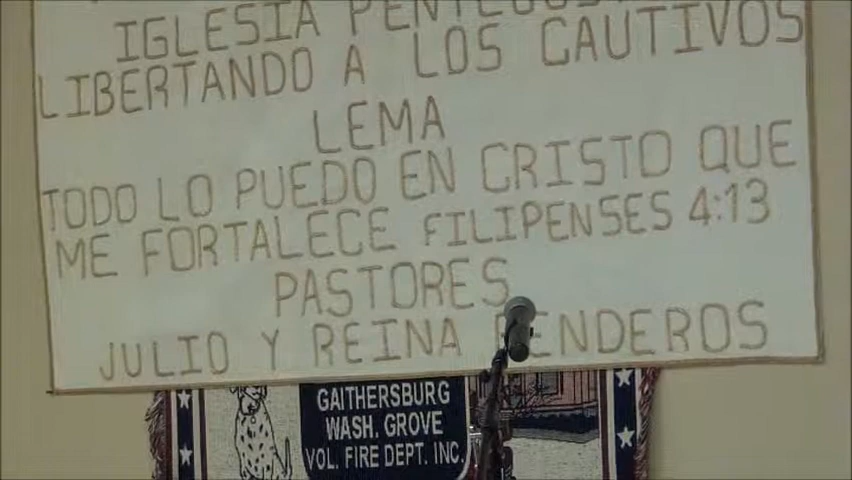 IGLESIA
LIBERTANDO A LOS CAUTIVOS
LEMA
TODO LO PUEDO EN CRISTO QUE
ME FORTALECE FILIPENSES 4:13
PASTORES
JULIO Y REINA
GAITHERSBURG
WASH. GROVE
VOL. FIRE DEPT. INC.